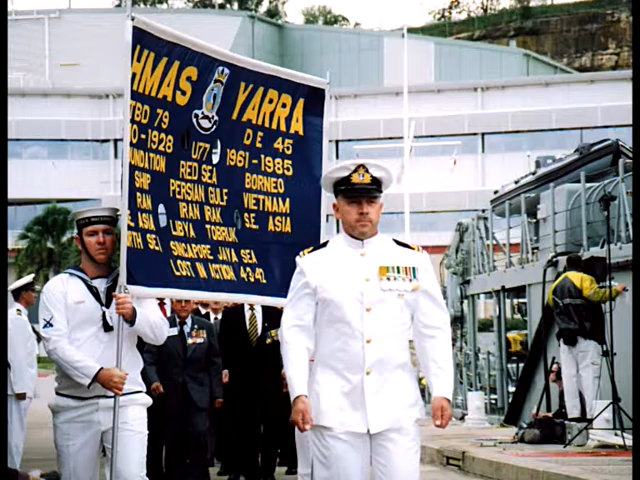 HMAS YARRA
TBD 79 DE 45
0-1928 U77 1961-1985
RED SEA BORNEO
SHIP PERSIAN GULF VIETNAM
RAN IRAN IRAK S.E. ASIA
E. ASIA LIBYA TOBRUK
RTH SEA SINGAPORE JAVA SEA
LOST IN ACTION 4·3·42